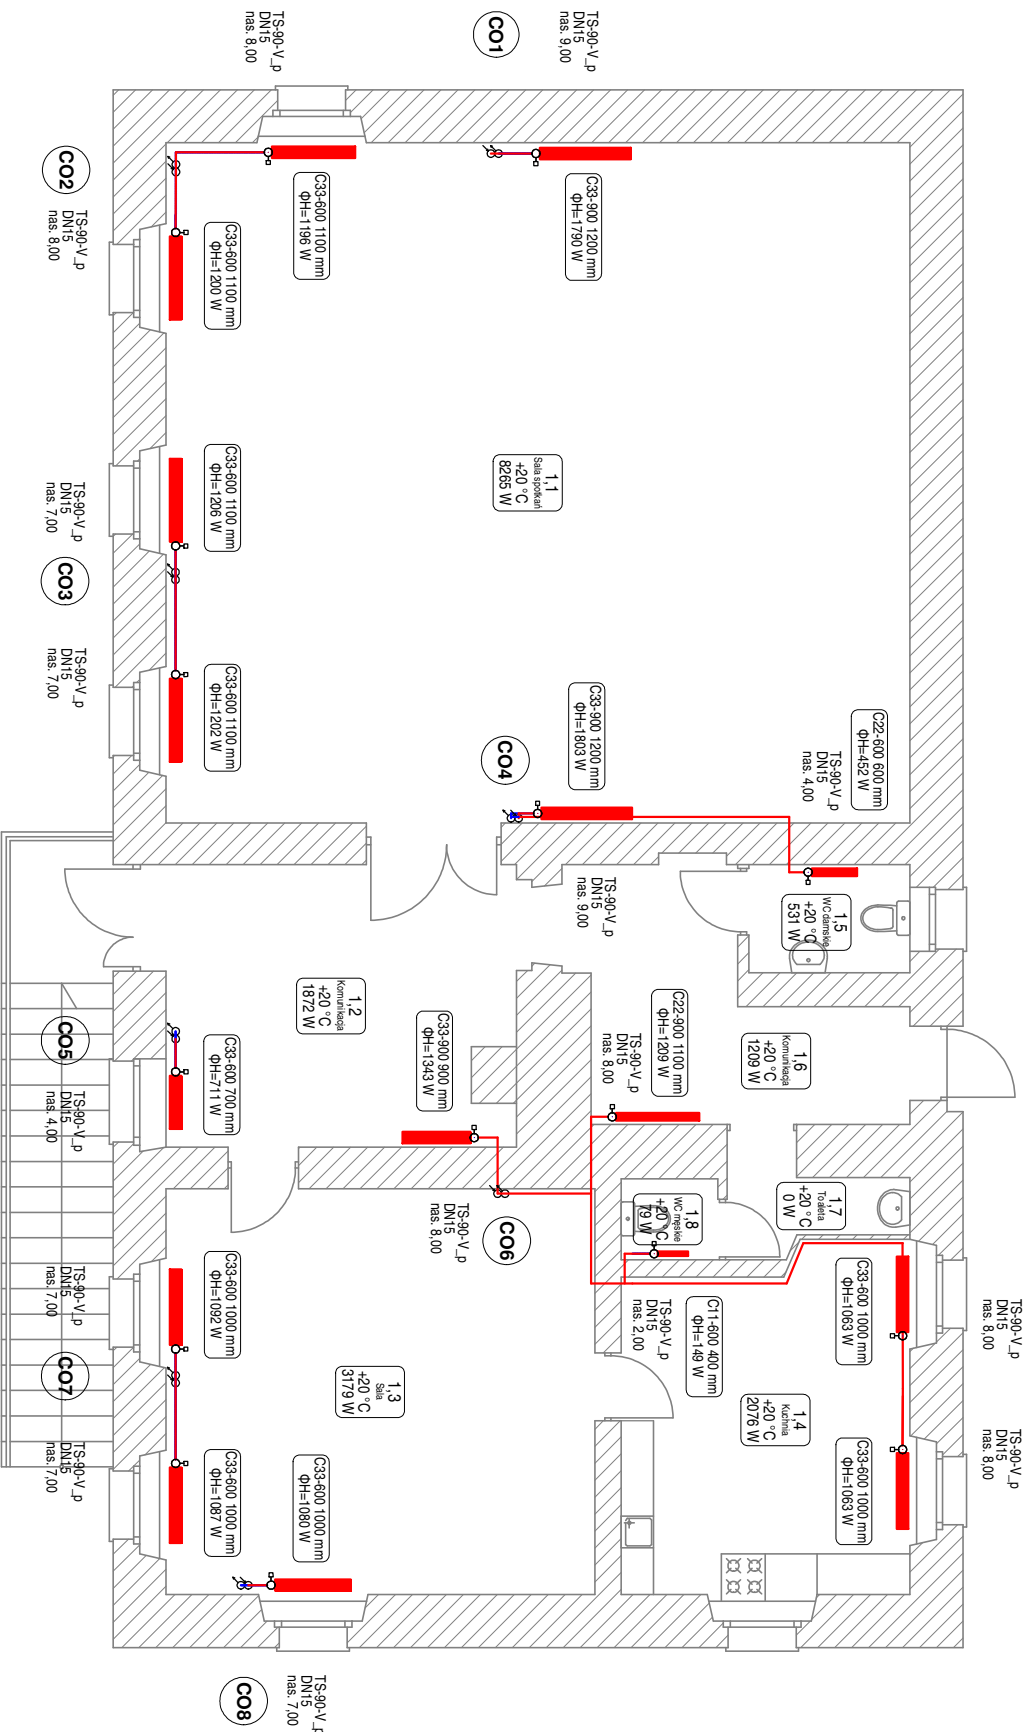 TS-90-V_p
DN15
nas. 8,00
CO1
TS-90-V_p
DN15
nas. 9,00
CO2
TS-90-V_p
DN15
nas. 8,00
C33-600 1100 mm
ΦH=1196 W
C33-900 1200 mm
ΦH=1790 W
C33-600 1100 mm
ΦH=1200 W
C33-600 1100 mm
ΦH=1206 W
TS-90-V_p
DN15
nas. 7,00
CO3
1,1
Sala spotkań
+20 °C
8265 W
TS-90-V_p
DN15
nas. 7,00
C33-600 1100 mm
ΦH=1202 W
C33-900 1200 mm
ΦH=1803 W
CO4
C22-600 600 mm
ΦH=452 W
TS-90-V_p
DN15
nas. 4,00
TS-90-V_p
DN15
nas. 9,00
1,5
WC damskie
+20 °C
531 W
1,2
Komunikacja
+20 °C
1872 W
C33-900 900 mm
ΦH=1343 W
C22-900 1100 mm
ΦH=1209 W
TS-90-V_p
DN15
nas. 8,00
1,6
Komunikacja
+20 °C
1209 W
CO5
TS-90-V_p
DN15
nas. 4,00
C33-600 700 mm
ΦH=711 W
TS-90-V_p
DN15
nas. 8,00
CO6
1,8
WC męskie
+20 °C
79 W
1,7
Toaleta
+20 °C
0 W
TS-90-V_p
DN15
nas. 7,00
CO7
C33-600 1000 mm
ΦH=1092 W
TS-90-V_p
DN15
nas. 2,00
C11-600 400 mm
ΦH=149 W
C33-600 1000 mm
ΦH=1063 W
TS-90-V_p
DN15
nas. 8,00
1,3
Sala
+20 °C
3179 W
1,4
Kuchnia
+20 °C
2076 W
TS-90-V_p
DN15
nas. 7,00
C33-600 1000 mm
ΦH=1087 W
C33-600 1000 mm
ΦH=1080 W
C33-600 1000 mm
ΦH=1063 W
TS-90-V_p
DN15
nas. 8,00
CO8
TS-90-V_p
DN15
nas. 7,00